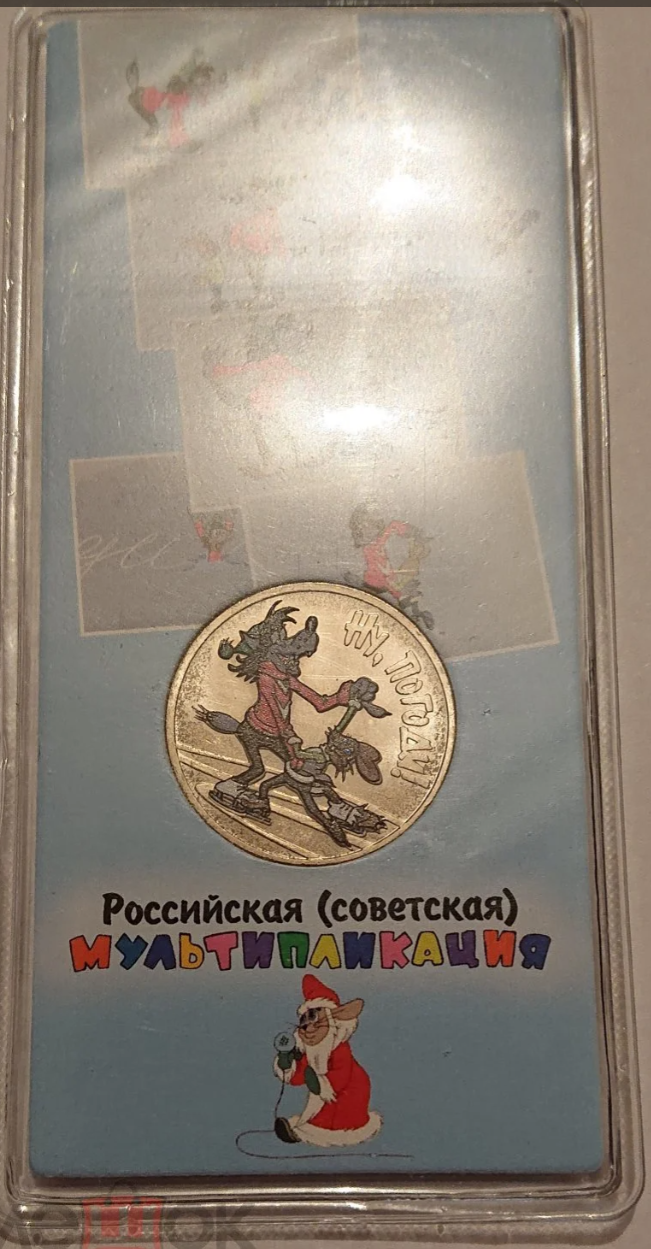 НУ, ПОГОДИ!
Российская (советская)
МУЛЬТИПЛИКАЦИЯ